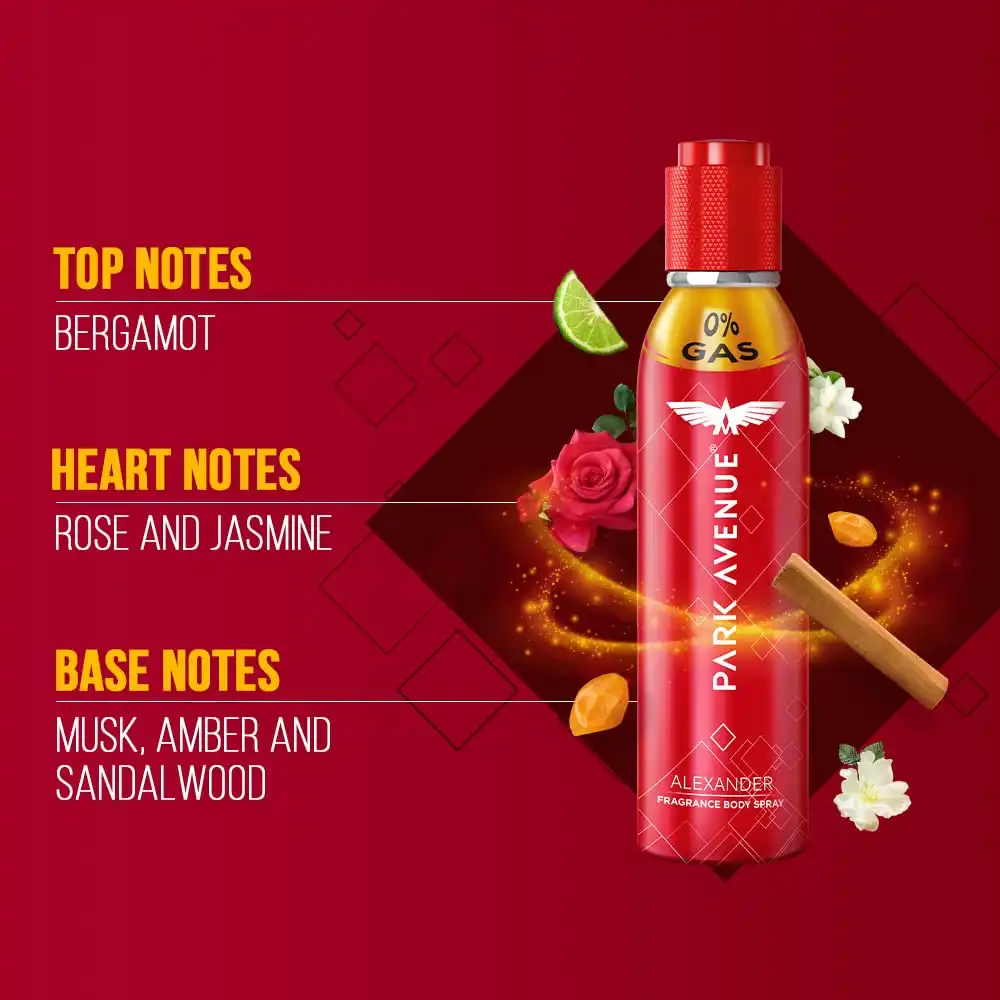 TOP NOTES
BERGAMOT
HEART NOTES
ROSE AND JASMINE
BASE NOTES
MUSK, AMBER AND
SANDALWOOD
0%
GAS
PARK AVENUE®
ALEXANDER
FRAGRANCE BODY SPRAY